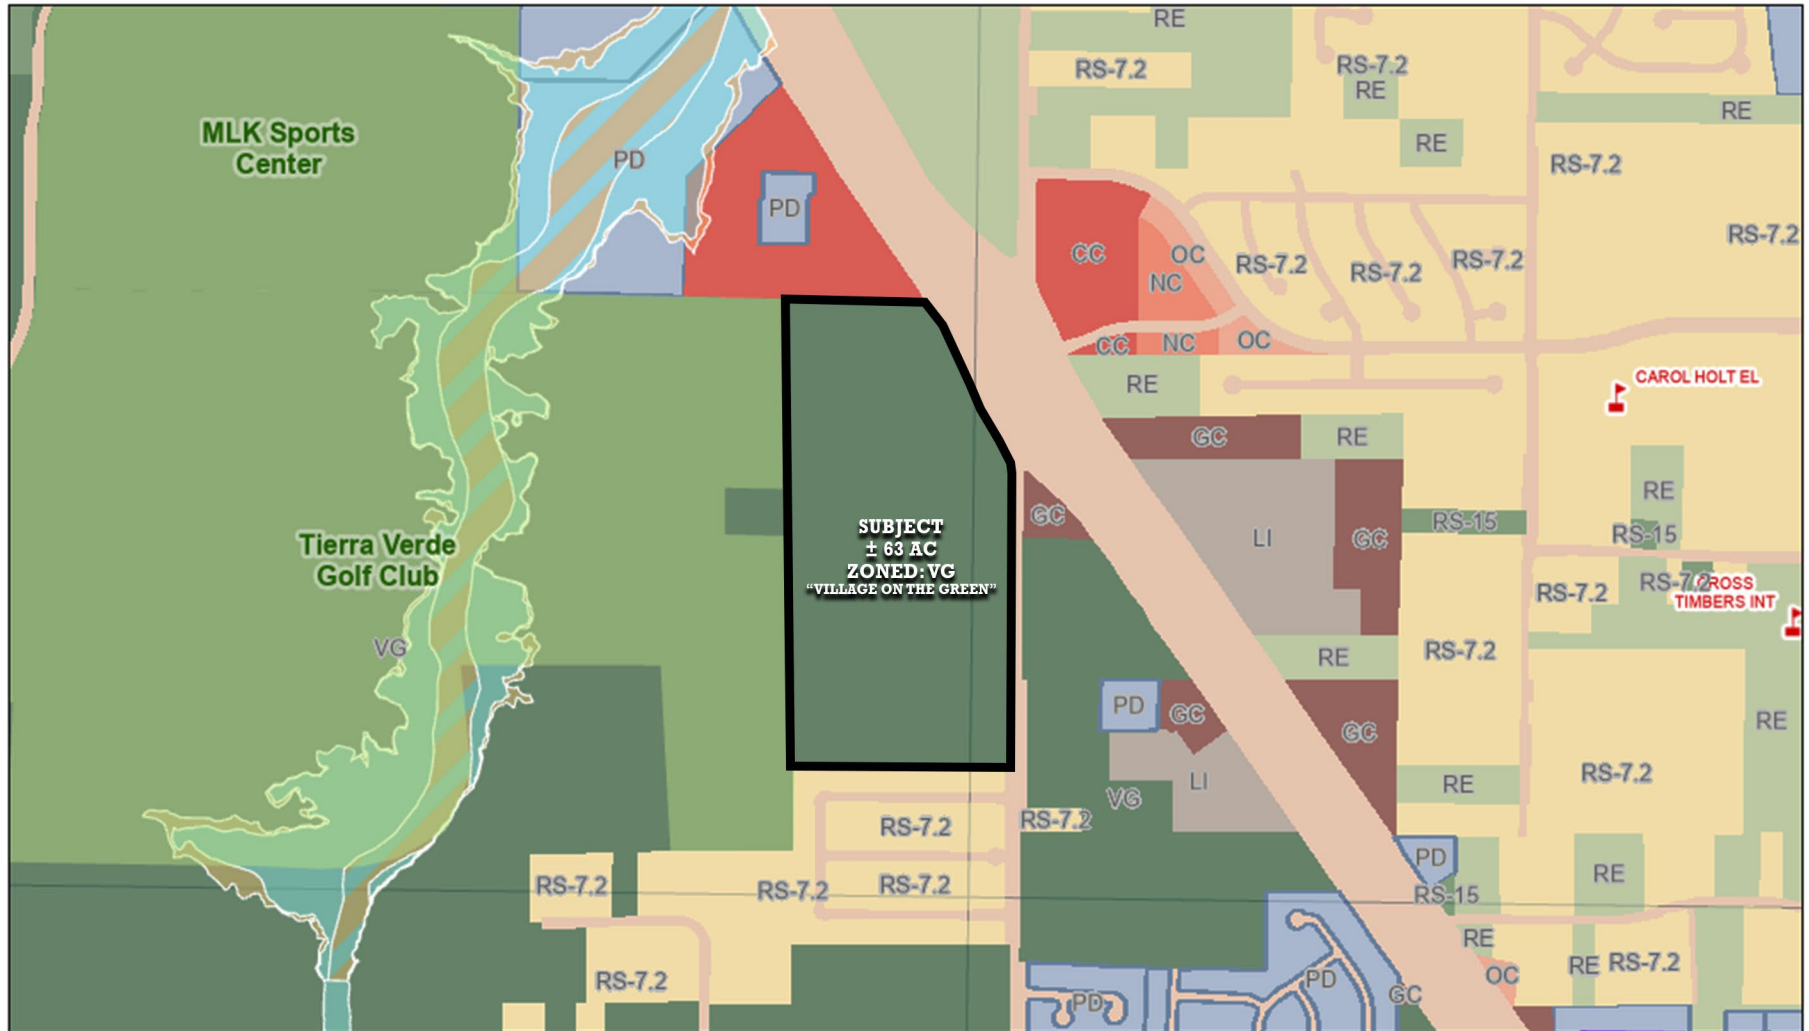 RE
RS-7.2
RS-7.2
RE
RE
MLK Sports
Center
RE
PD
RS-7.2
PD
RS-7.2
CC
OC
RS-7.2
RS-7.2
RS-7.2
NC
CC
NC
OC
RE
CAROL HOLT EL
GC
RE
RE
SUBJECT
± 63 AC
ZONED: VG
“VILLAGE ON THE GREEN”
GC
LI
GC
RS-15
RS-15
Tierra Verde
Golf Club
RS-7.2
RS-7.2
CROSS
TIMBERS INT
VG
RE
RS-7.2
PD
GC
GC
RE
LI
RS-7.2
RE
VG
RS-7.2
RS-7.2
PD
RS-7.2
RS-7.2
RS-7.2
RE
RS-15
RE
RS-7.2
PD
PD
GC
OC
RE
RS-7.2